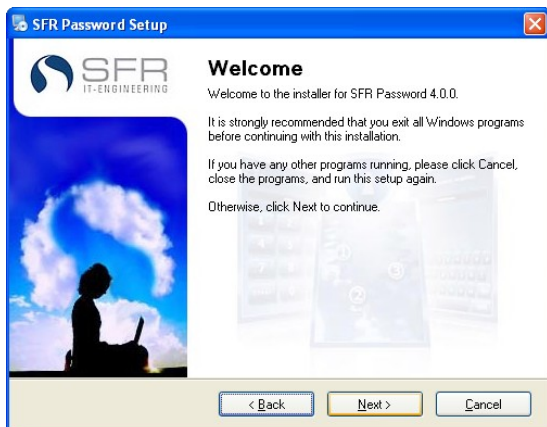 SFR Password Setup
SFR
IT-ENGINEERING
Welcome
Welcome to the installer for SFR Password 4.0.0.
It is strongly recommended that you exit all Windows programs
before continuing with this installation.
If you have any other programs running, please click Cancel,
close the programs, and run this setup again.
Otherwise, click Next to continue.
< Back
Next >
Cancel